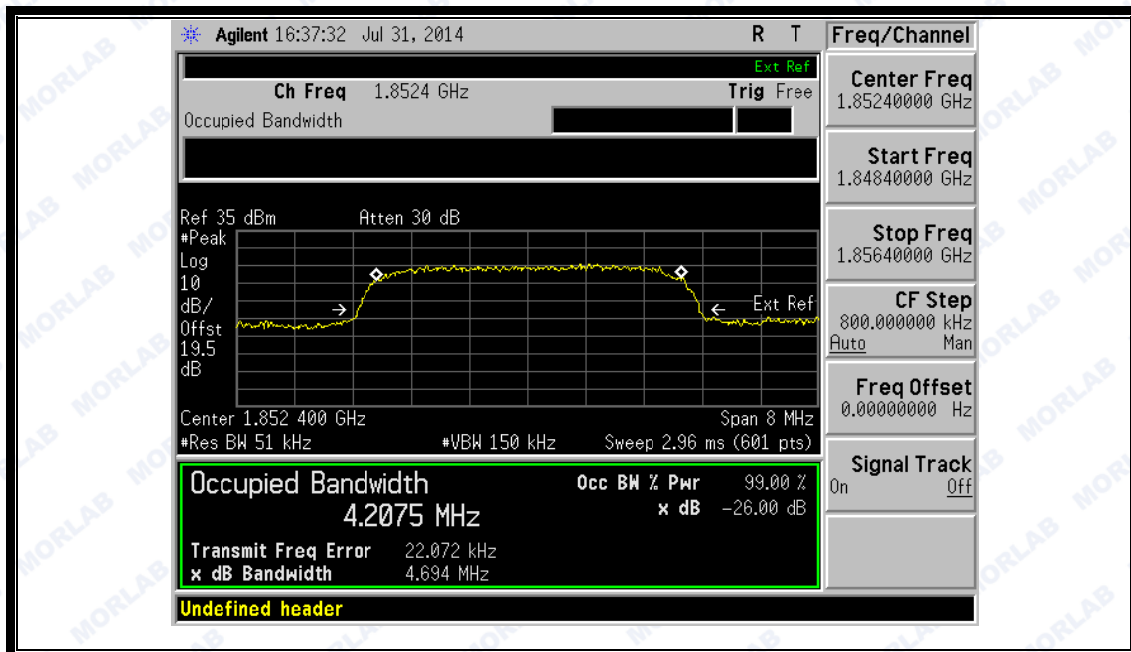 Agilent 16:37:32 Jul 31, 2014 R T
Freq/Channel
Ext Ref
Ch Freq 1.8524 GHz Trig Free
Occupied Bandwidth
Center Freq
1.85240000 GHz
Start Freq
1.84840000 GHz
Stop Freq
1.85640000 GHz
CF Step
800.000000 kHz
Auto Man
Freq Offset
0.00000000 Hz
Signal Track
On Off
Ref 35 dBm Atten 30 dB
#Peak
Log
10
dB/
Offst
19.5
dB
Ext Ref
Center 1.852 400 GHz Span 8 MHz
#Res BW 51 kHz #VBW 150 kHz Sweep 2.96 ms (601 pts)
Occupied Bandwidth
4.2075 MHz
Occ BW % Pwr 99.00 %
x dB -26.00 dB
Transmit Freq Error 22.072 kHz
x dB Bandwidth 4.694 MHz
Undefined header
MORLAB